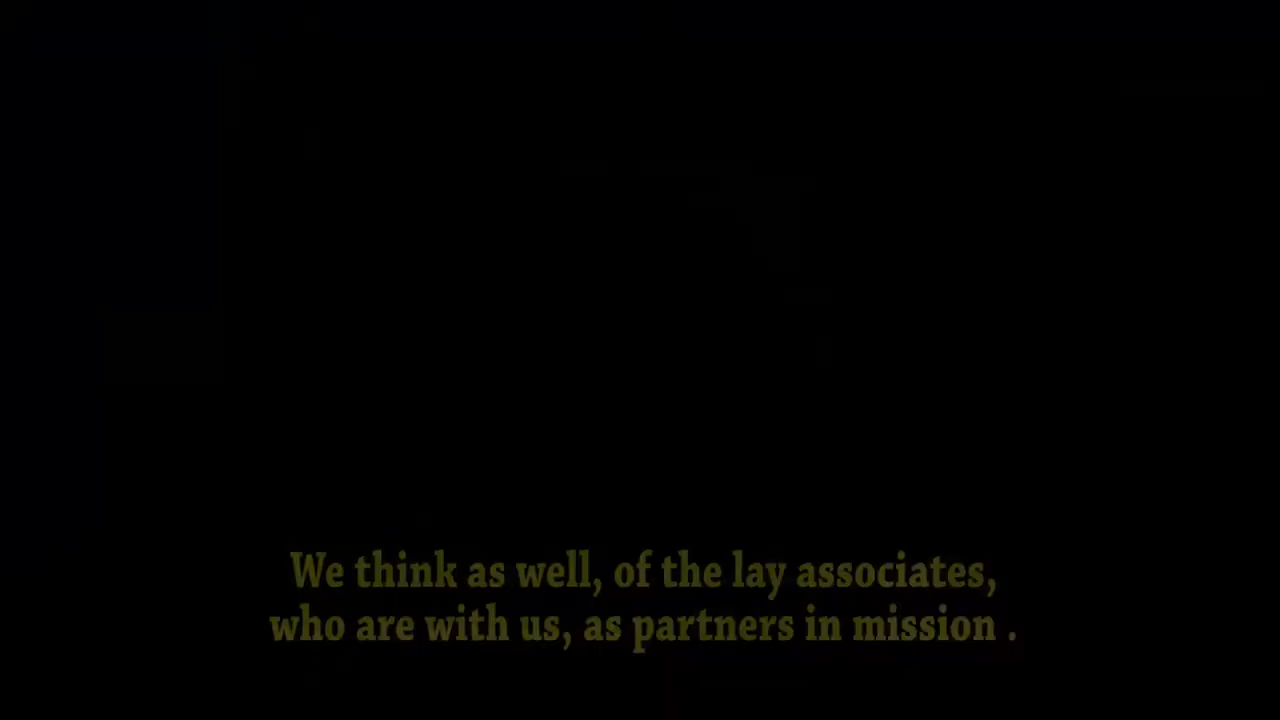 We think as well, of the lay associates,
who are with us, as partners in mission .